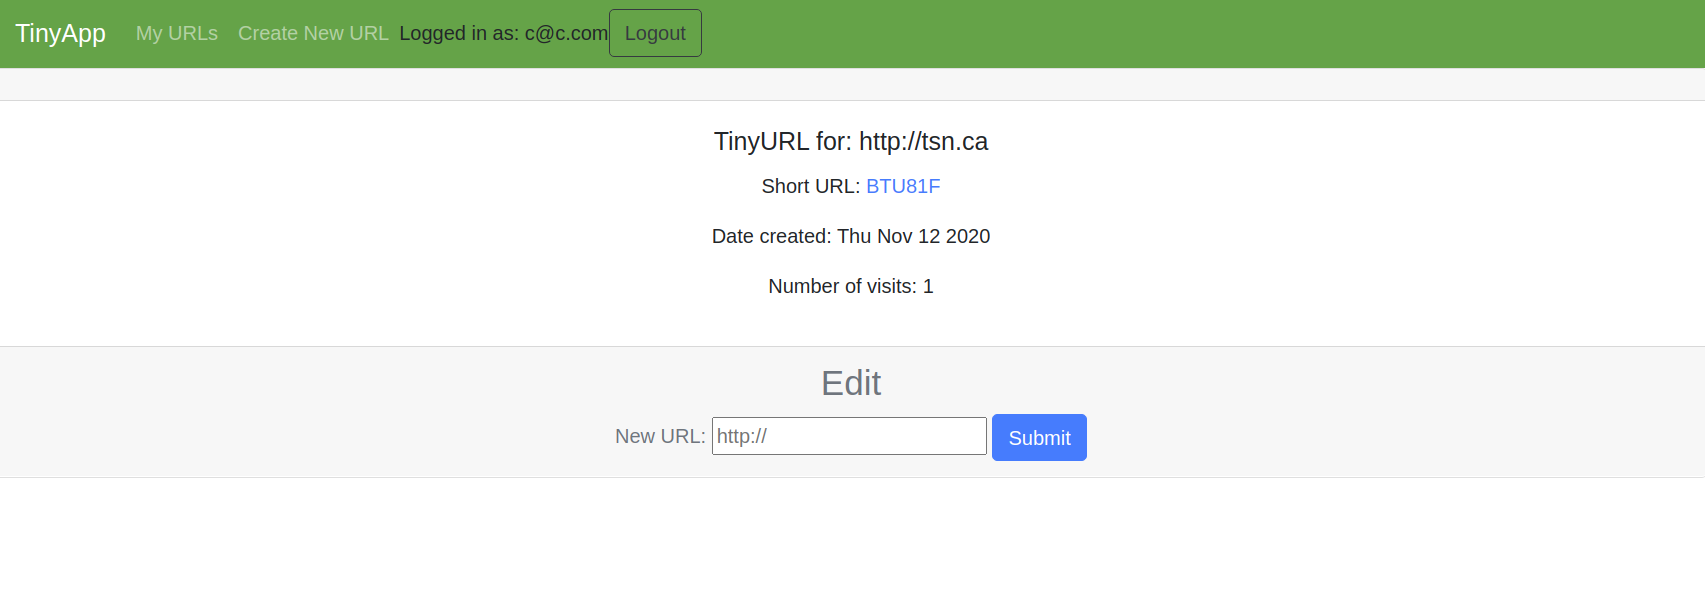 TinyApp My URLs Create New URL Logged in as: c@c.com Logout
TinyURL for: http://tsn.ca
Short URL: BTU81F
Date created: Thu Nov 12 2020
Number of visits: 1
Edit
New URL: http:// Submit